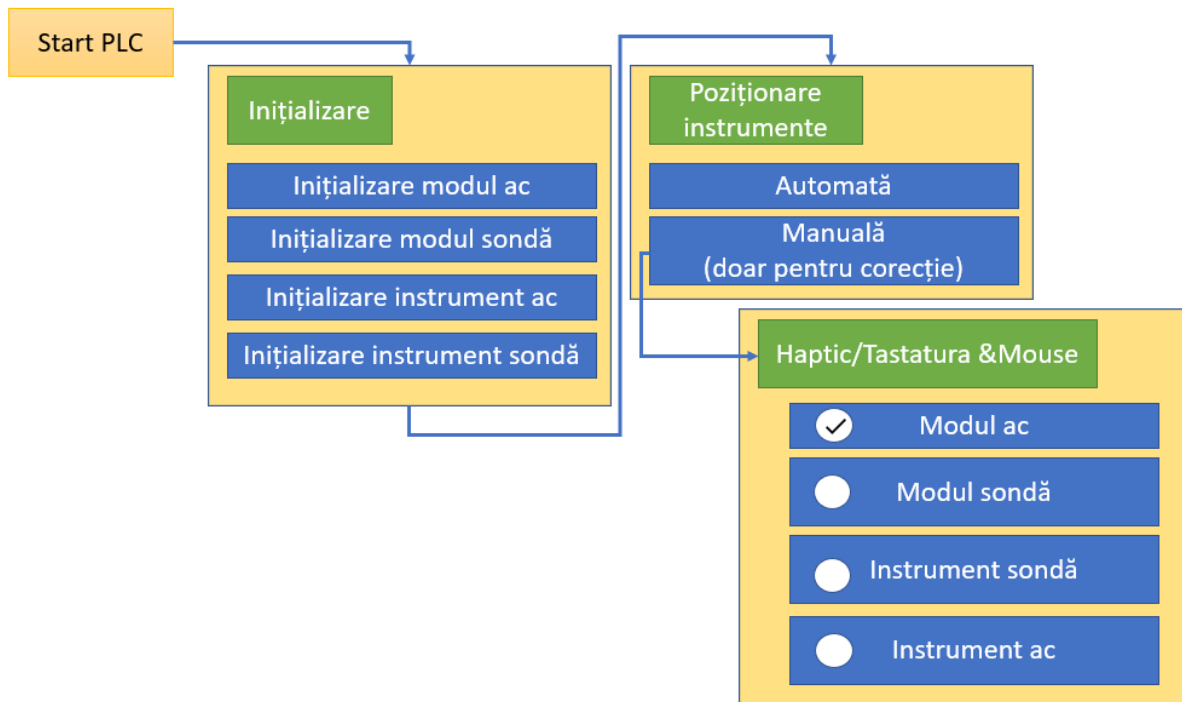 Start PLC
Inițializare
Inițializare modul ac
Inițializare modul sondă
Inițializare instrument ac
Inițializare instrument sondă
Poziționare
instrumente
Automată
Manuală
(doar pentru corecție)
Haptic/Tastatura &Mouse
Modul ac
Modul sondă
Instrument sondă
Instrument ac